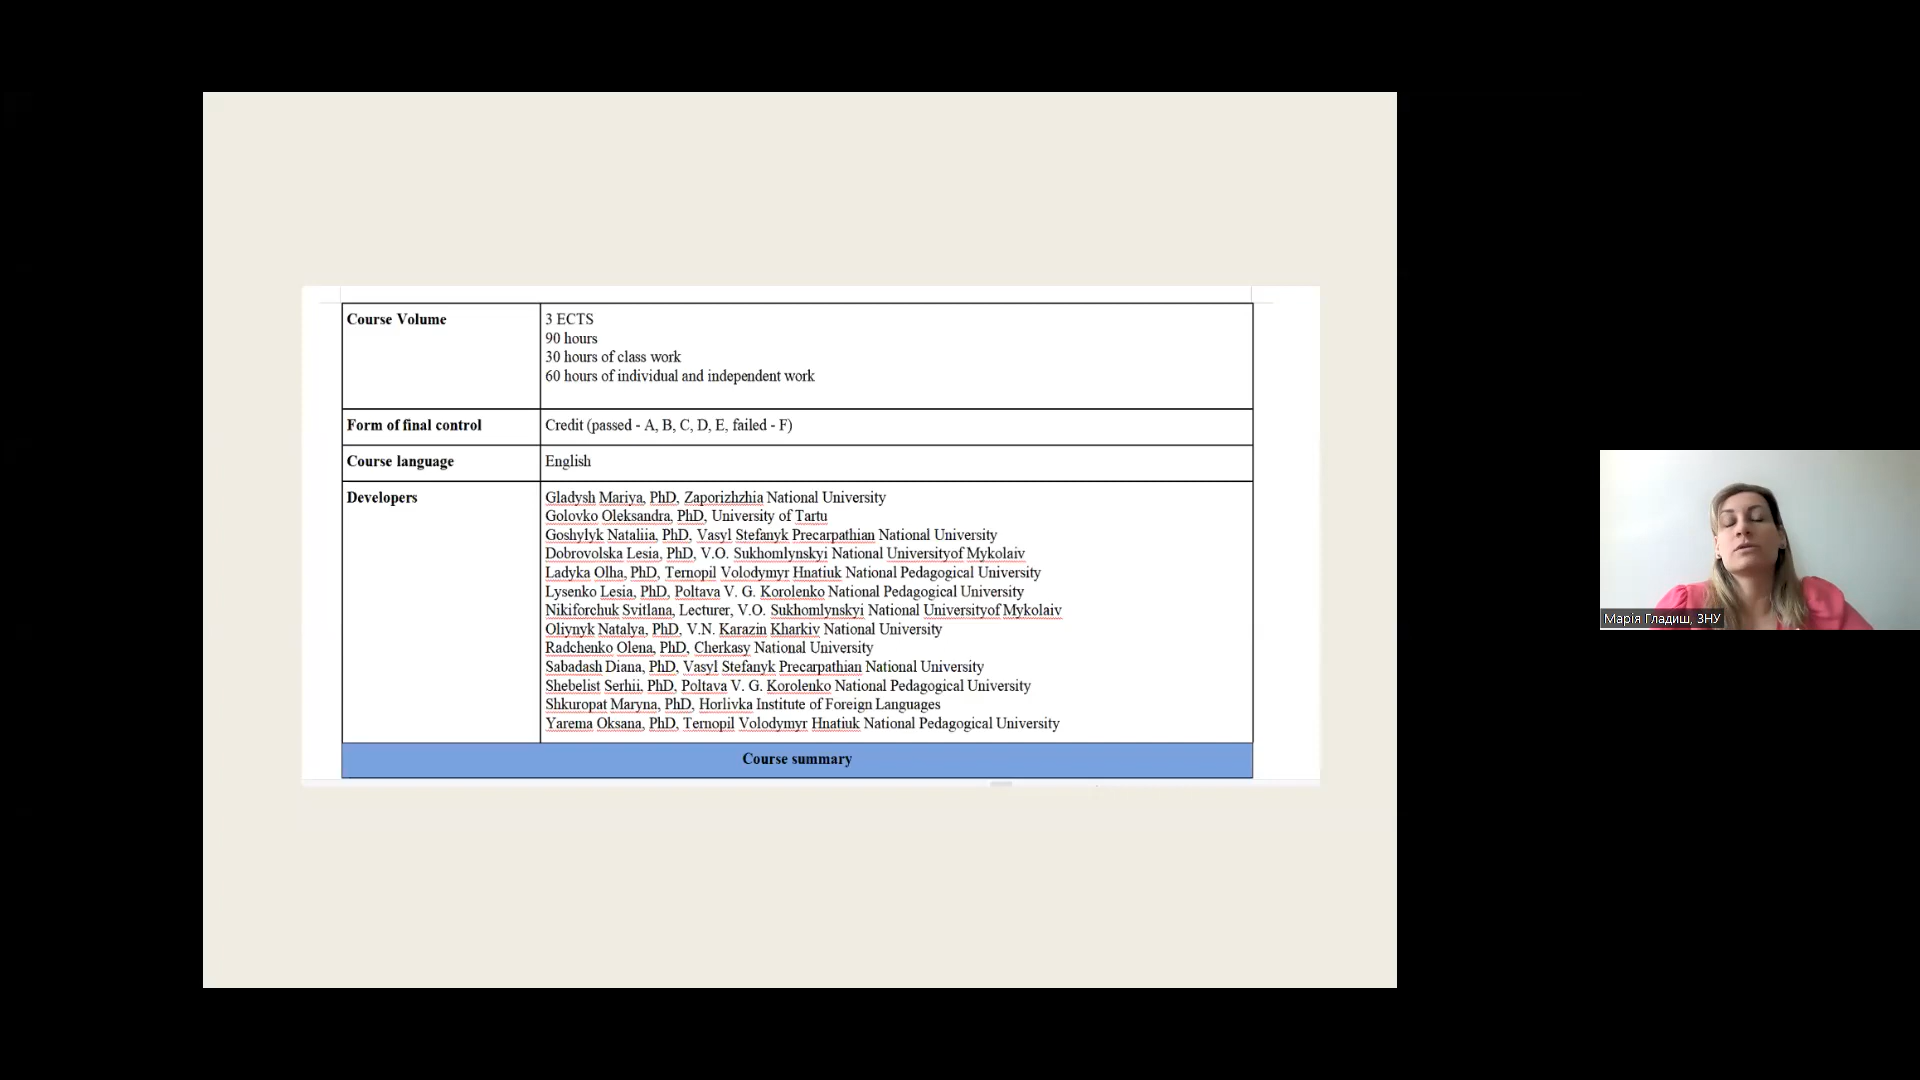 Course Volume
3 ECTS
90 hours
30 hours of class work
60 hours of individual and independent work
Form of final control
Credit (passed - A, B, C, D, E, failed - F)
Course language
English
Developers
Gladysh Mariya, PhD, Zaporizhzhia National University
Golovko Oleksandra, PhD, University of Tartu
Goshylyk Nataliia, PhD, Vasyl Stefanyk Precarpathian National University
Dobrovolska Lesia, PhD, V.O. Sukhomlynskyi National Universityof Mykolaiv
Ladyka Olha, PhD, Ternopil Volodymyr Hnatiuk National Pedagogical University
Lysenko Lesia, PhD, Poltava V. G. Korolenko National Pedagogical University
Nikiforchuk Svitlana, Lecturer, V.O. Sukhomlynskyi National Universityof Mykolaiv
Oliynyk Natalya, PhD, V.N. Karazin Kharkiv National University
Radchenko Olena, PhD, Cherkasy National University
Sabadash Diana, PhD, Vasyl Stefanyk Precarpathian National University
Shebelist Serhii, PhD, Poltava V. G. Korolenko National Pedagogical University
Shkuropat Maryna, PhD, Horlivka Institute of Foreign Languages
Yarema Oksana, PhD, Ternopil Volodymyr Hnatiuk National Pedagogical University
Course summary
Марія Гладиш, ЗНУ